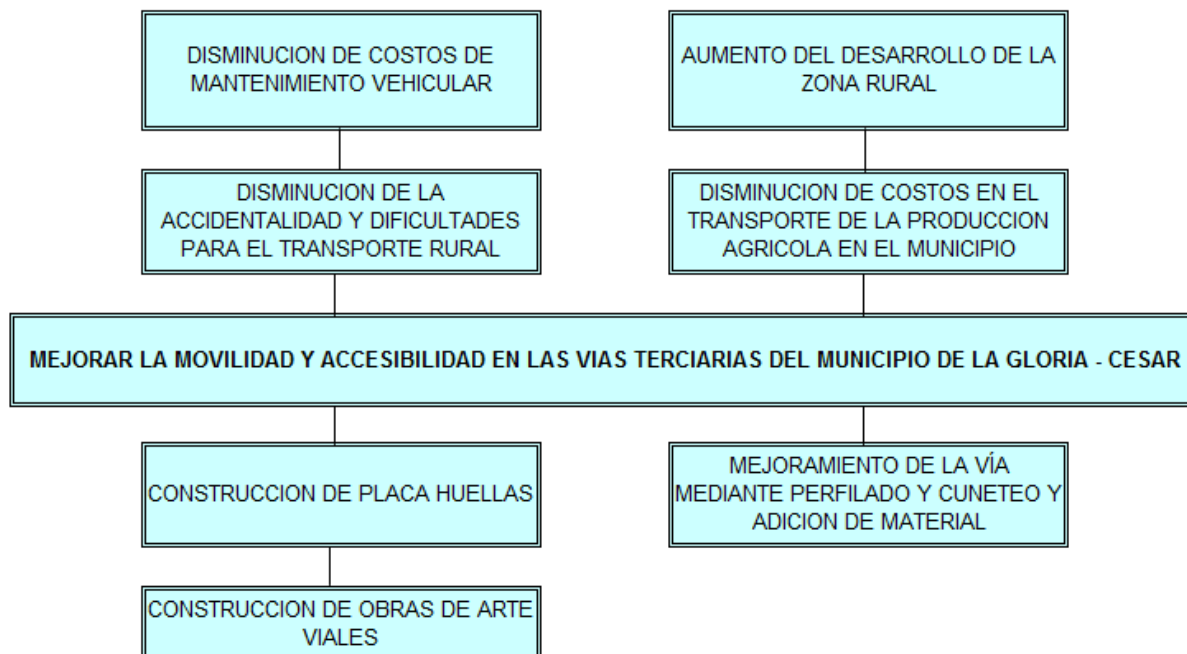 DISMINUCION DE COSTOS DE
MANTENIMIENTO VEHICULAR
AUMENTO DEL DESARROLLO DE LA
ZONA RURAL
DISMINUCION DE LA
ACCIDENTALIDAD Y DIFICULTADES
PARA EL TRANSPORTE RURAL
DISMINUCION DE COSTOS EN EL
TRANSPORTE DE LA PRODUCCION
AGRICOLA EN EL MUNICIPIO
MEJORAR LA MOVILIDAD Y ACCESIBILIDAD EN LAS VIAS TERCIARIAS DEL MUNICIPIO DE LA GLORIA - CESAR
CONSTRUCCION DE PLACA HUELLAS
MEJORAMIENTO DE LA VÍA
MEDIANTE PERFILADO Y CUNETEO Y
ADICION DE MATERIAL
CONSTRUCCION DE OBRAS DE ARTE
VIALES